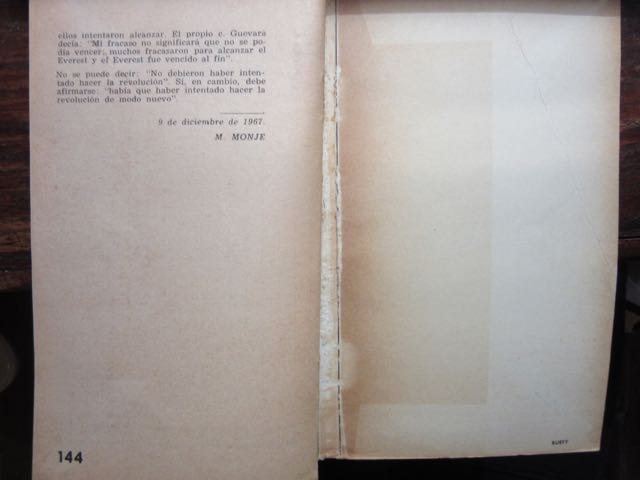 ellos intentaron alcanzar. El propio c. Guevara
decía: "Mi fracaso no significará que no se po-
día vencer; muchos fracasaron para alcanzar el
Everest y el Everest fue vencido al fin".
No se puede decir: "No debieron haber inten-
tado hacer la revolución". Sí, en cambio, debe
afirmarse: "había que haber intentado hacer la
revolución de modo nuevo".
9 de diciembre de 1967.
M. MONJE
144